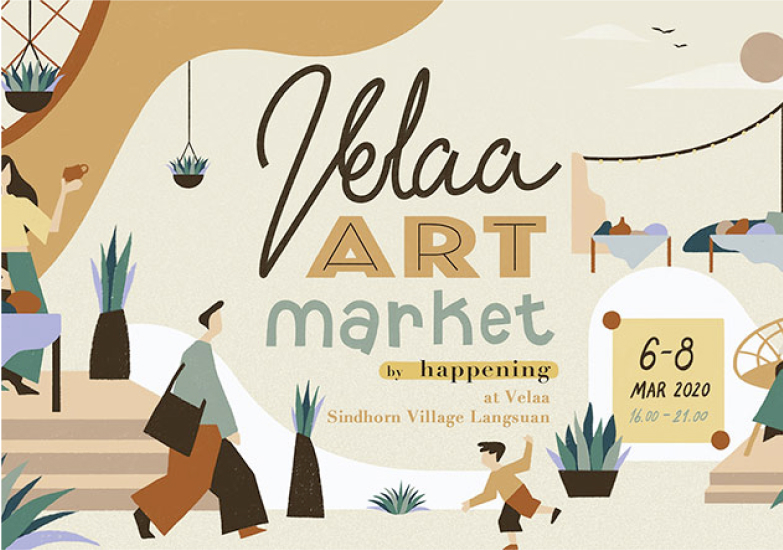 Velaa
ART
market
by happening
at Velaa
Sindhorn Village Langsuan
6-8
MAR 2020
16.00 - 21.00